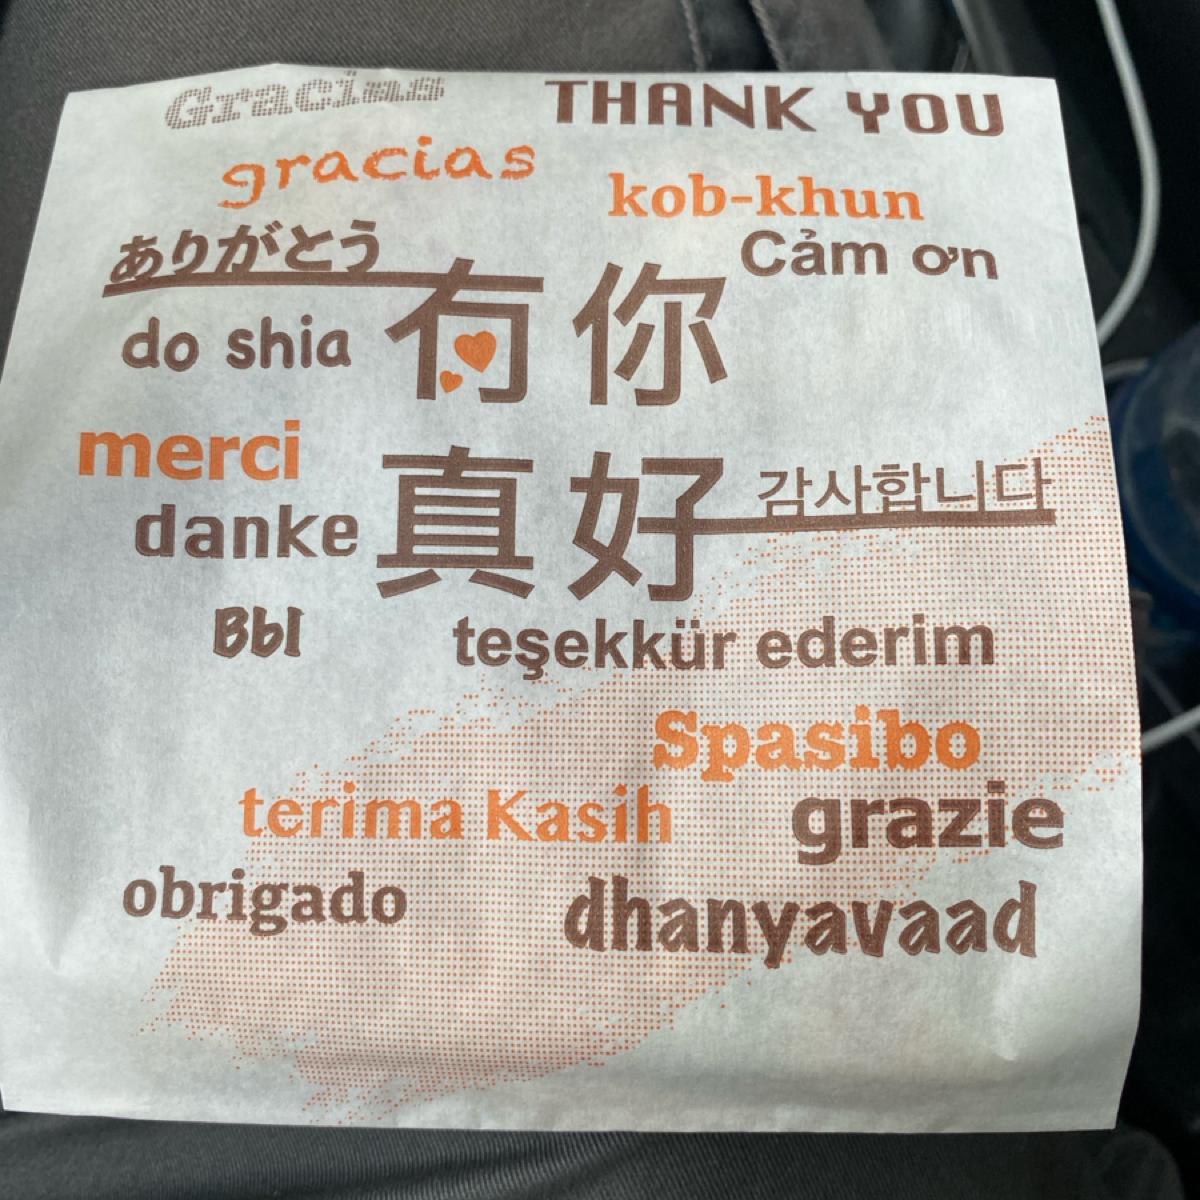 Gracias
THANK YOU
gracias
kob-khun
ありがとう
Cảm ơn
有你
do shia
merci
真好
감사합니다
danke
Bbl
teşekkür ederim
Spasibo
terima Kasih
grazie
obrigado
dhanyavaad